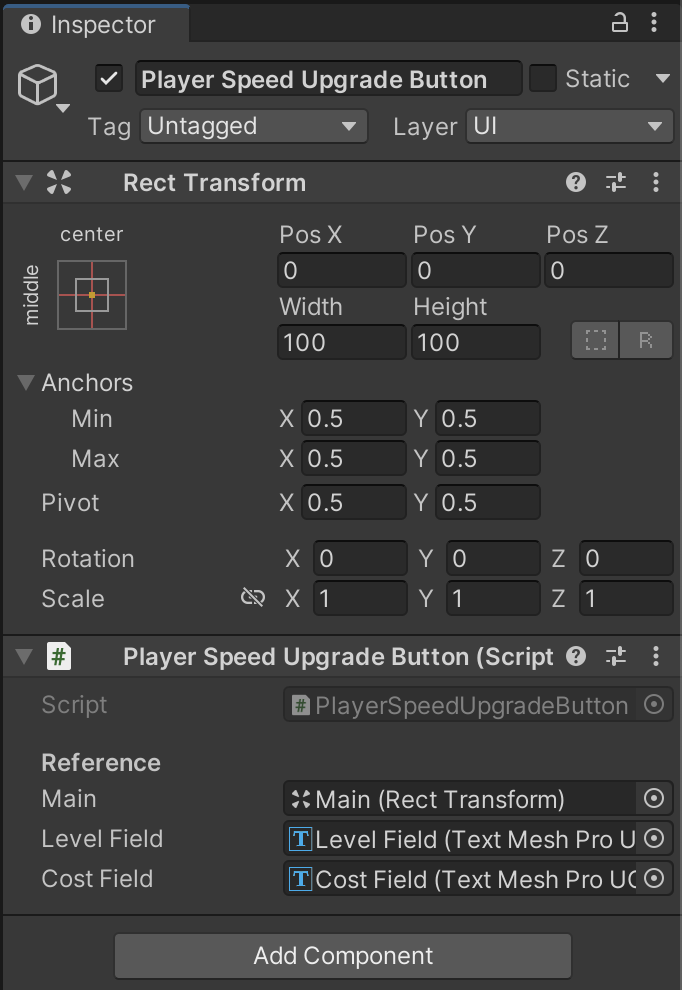 Inspector
Player Speed Upgrade Button Static
Tag Untagged Layer UI
Rect Transform
center
middle
Pos X Pos Y Pos Z
0 0 0
Width Height
100 100 R
Anchors
Min X 0.5 Y 0.5
Max X 0.5 Y 0.5
Pivot X 0.5 Y 0.5
Rotation X 0 Y 0 Z 0
Scale X 1 Y 1 Z 1
# Player Speed Upgrade Button (Script
Script # PlayerSpeedUpgradeButton
Reference
Main Main (Rect Transform)
Level Field T Level Field (Text Mesh Pro U
Cost Field T Cost Field (Text Mesh Pro UG
Add Component